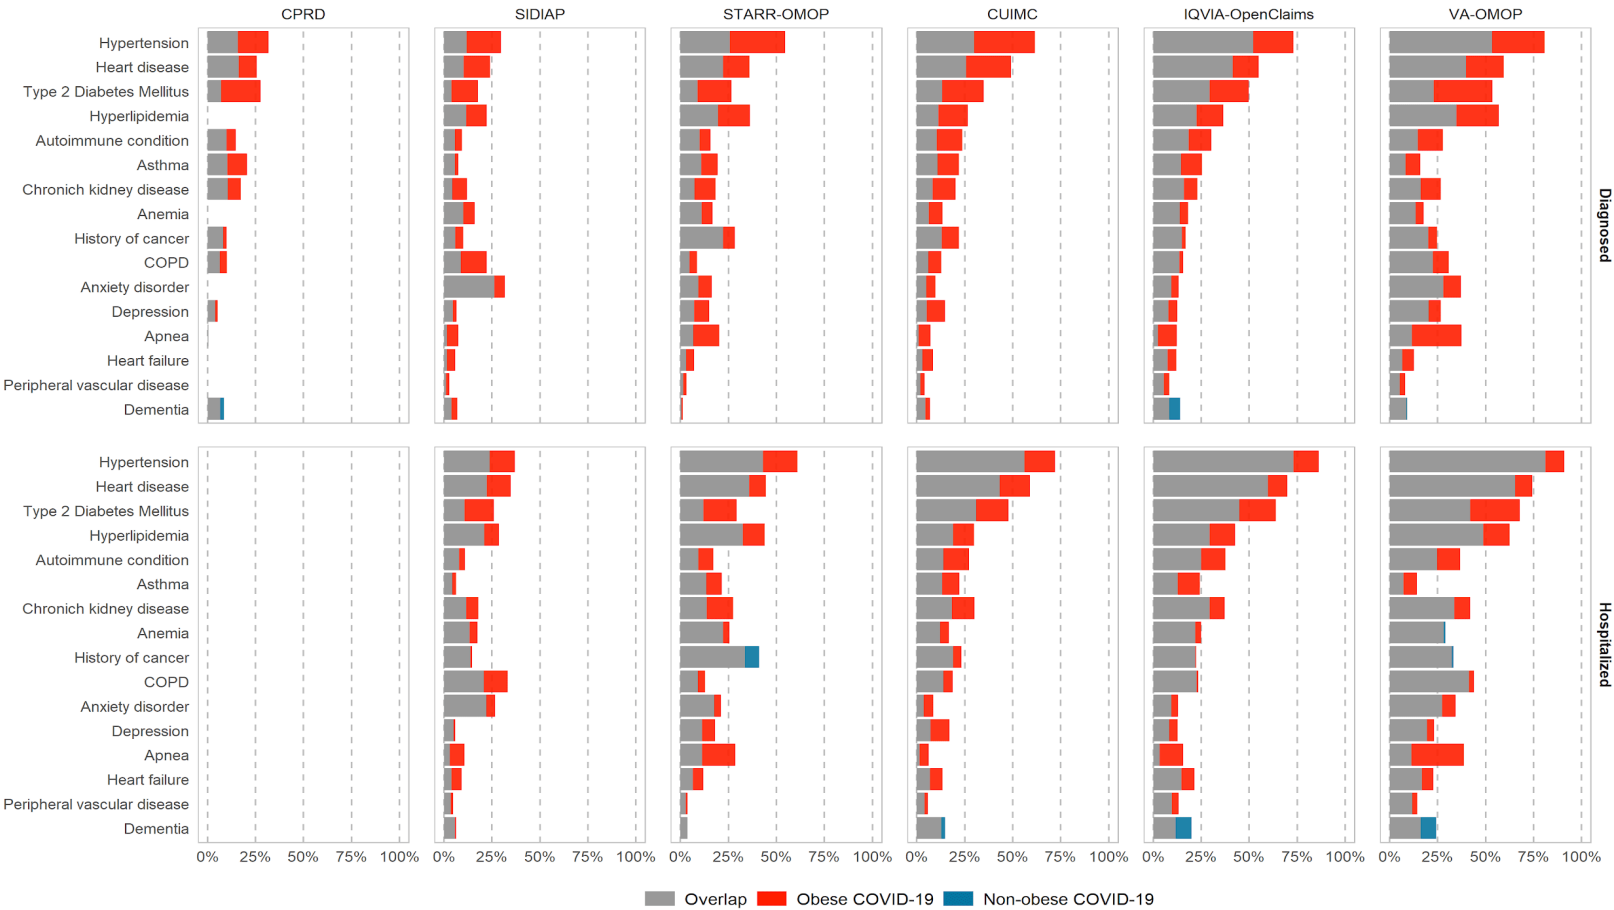 CPRD SIDIAP STARR-OMOP CUIMC IQVIA-OpenClaims VA-OMOP
Hypertension
Heart disease
Type 2 Diabetes Mellitus
Hyperlipidemia
Autoimmune condition
Asthma
Chronich kidney disease
Anemia
History of cancer
COPD
Anxiety disorder
Depression
Apnea
Heart failure
Peripheral vascular disease
Dementia
Diagnosed
Hypertension
Heart disease
Type 2 Diabetes Mellitus
Hyperlipidemia
Autoimmune condition
Asthma
Chronich kidney disease
Anemia
History of cancer
COPD
Anxiety disorder
Depression
Apnea
Heart failure
Peripheral vascular disease
Dementia
Hospitalized
0% 25% 50% 75% 100% 0% 25% 50% 75% 100% 0% 25% 50% 75% 100% 0% 25% 50% 75% 100% 0% 25% 50% 75% 100% 0% 25% 50% 75% 100%
Overlap Obese COVID-19 Non-obese COVID-19